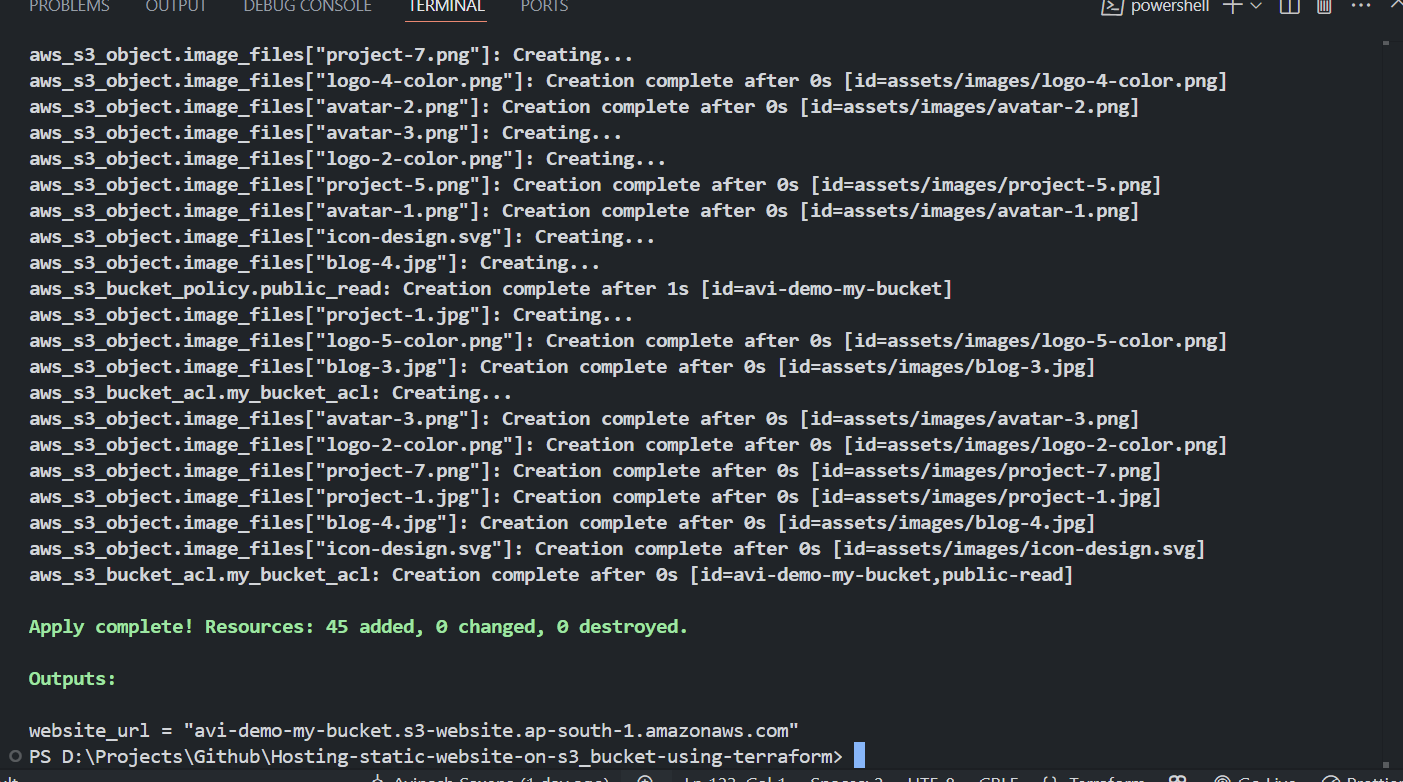 PROBLEMS OUTPUT DEBUG CONSOLE TERMINAL PORTS powershell
aws_s3_object.image_files["project-7.png"]: Creating...
aws_s3_object.image_files["logo-4-color.png"]: Creation complete after 0s [id=assets/images/logo-4-color.png]
aws_s3_object.image_files["avatar-2.png"]: Creation complete after 0s [id=assets/images/avatar-2.png]
aws_s3_object.image_files["avatar-3.png"]: Creating...
aws_s3_object.image_files["logo-2-color.png"]: Creating...
aws_s3_object.image_files["project-5.png"]: Creation complete after 0s [id=assets/images/project-5.png]
aws_s3_object.image_files["avatar-1.png"]: Creation complete after 0s [id=assets/images/avatar-1.png]
aws_s3_object.image_files["icon-design.svg"]: Creating...
aws_s3_object.image_files["blog-4.jpg"]: Creating...
aws_s3_bucket_policy.public_read: Creation complete after 1s [id=avi-demo-my-bucket]
aws_s3_object.image_files["project-1.jpg"]: Creating...
aws_s3_object.image_files["logo-5-color.png"]: Creation complete after 0s [id=assets/images/logo-5-color.png]
aws_s3_object.image_files["blog-3.jpg"]: Creation complete after 0s [id=assets/images/blog-3.jpg]
aws_s3_bucket_acl.my_bucket_acl: Creating...
aws_s3_object.image_files["avatar-3.png"]: Creation complete after 0s [id=assets/images/avatar-3.png]
aws_s3_object.image_files["logo-2-color.png"]: Creation complete after 0s [id=assets/images/logo-2-color.png]
aws_s3_object.image_files["project-7.png"]: Creation complete after 0s [id=assets/images/project-7.png]
aws_s3_object.image_files["project-1.jpg"]: Creation complete after 0s [id=assets/images/project-1.jpg]
aws_s3_object.image_files["blog-4.jpg"]: Creation complete after 0s [id=assets/images/blog-4.jpg]
aws_s3_object.image_files["icon-design.svg"]: Creation complete after 0s [id=assets/images/icon-design.svg]
aws_s3_bucket_acl.my_bucket_acl: Creation complete after 0s [id=avi-demo-my-bucket,public-read]
Apply complete! Resources: 45 added, 0 changed, 0 destroyed.
Outputs:
website_url = "avi-demo-my-bucket.s3-website.ap-south-1.amazonaws.com"
PS D:\Projects\Github\Hosting-static-website-on-s3_bucket-using-terraform>